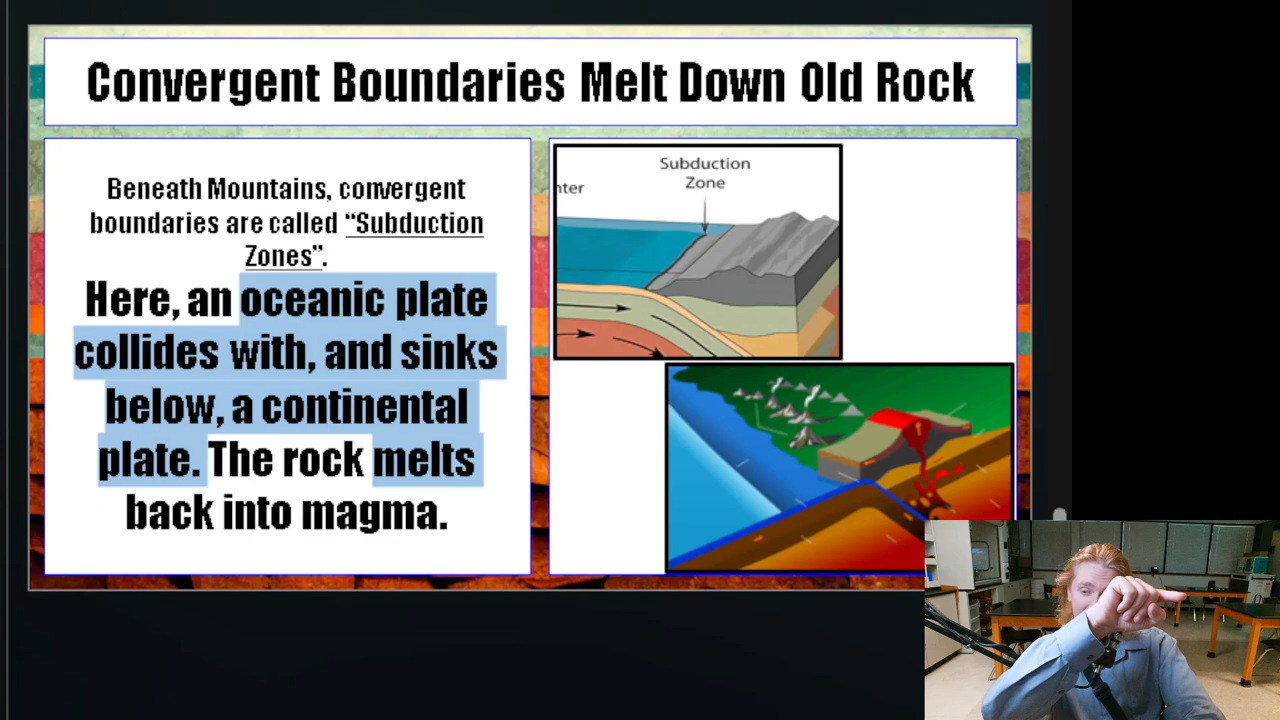 Convergent Boundaries Melt Down Old Rock
Beneath Mountains, convergent
boundaries are called “Subduction
Zones”.
Here, an oceanic plate
collides with, and sinks
below, a continental
plate. The rock melts
back into magma.
Subduction
Zone
nter